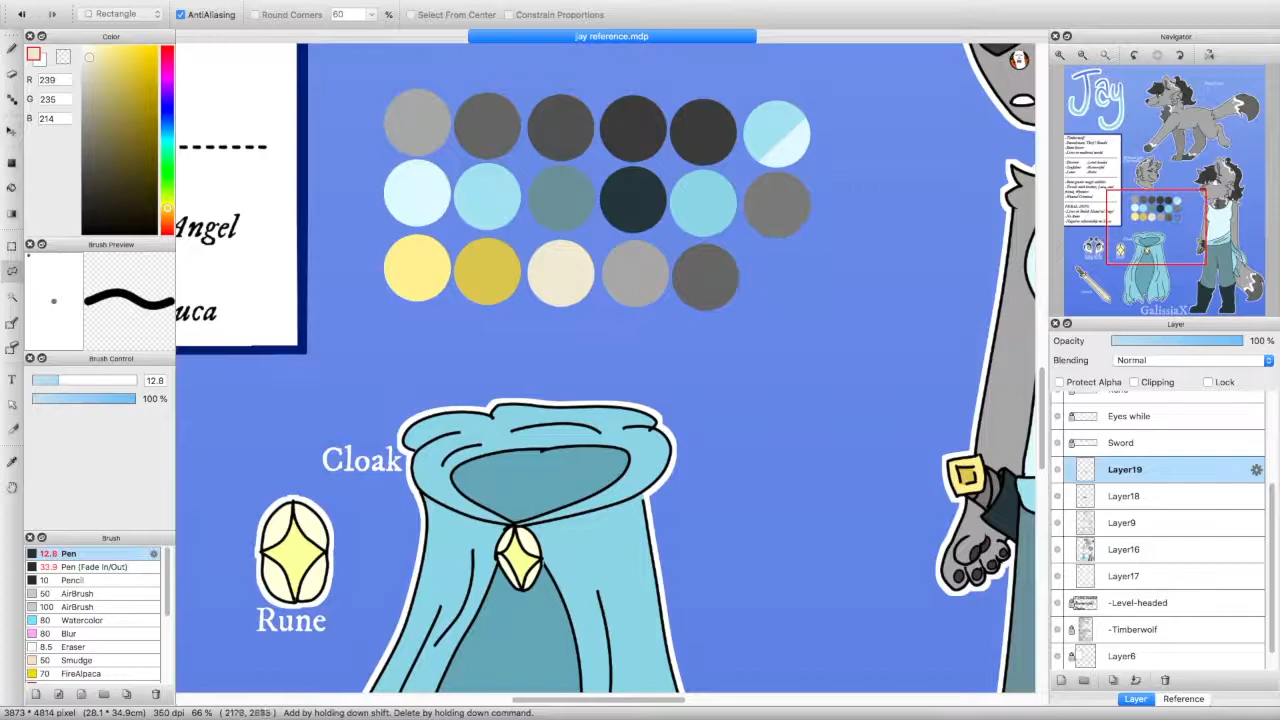 Rectangle AntiAliasing Round Corners 60 % Select From Center Constrain Proportions
Color
jay reference.mdp
Navigator
R 239
G 235
B 214
Brush Preview
Brush Control
12.8
100 %
Brush
12.8 Pen
33.9 Pen (Fade In/Out)
10 Pencil
50 AirBrush
100 AirBrush
80 Watercolor
80 Blur
8.5 Eraser
50 Smudge
70 FireAlpaca
Angel
uca
Cloak
Rune
Jay
GalissiaX
Layer
Opacity 100 %
Blending Normal
Protect Alpha Clipping Lock
Eyes while
Sword
Layer19
Layer18
Layer9
Layer16
Layer17
-Level-headed
-Timberwolf
Layer6
Layer Reference
3873 * 4814 pixel (28.1 * 34.9cm) 350 dpi 66 % Add by holding down shift. Delete by holding down command.